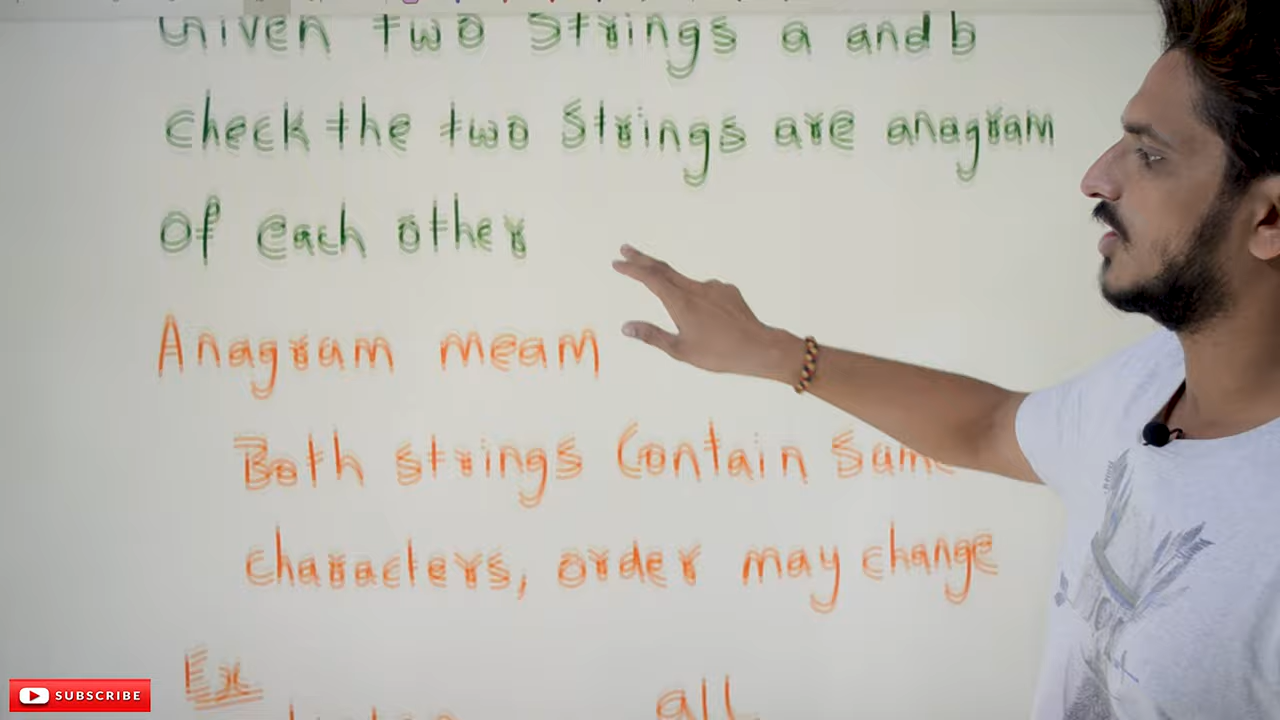 Given two Strings a and b
check the two Strings are anagram
of each other
Anagram meam
Both strings Contain Same
characters, order may change
Ex
all
SUBSCRIBE